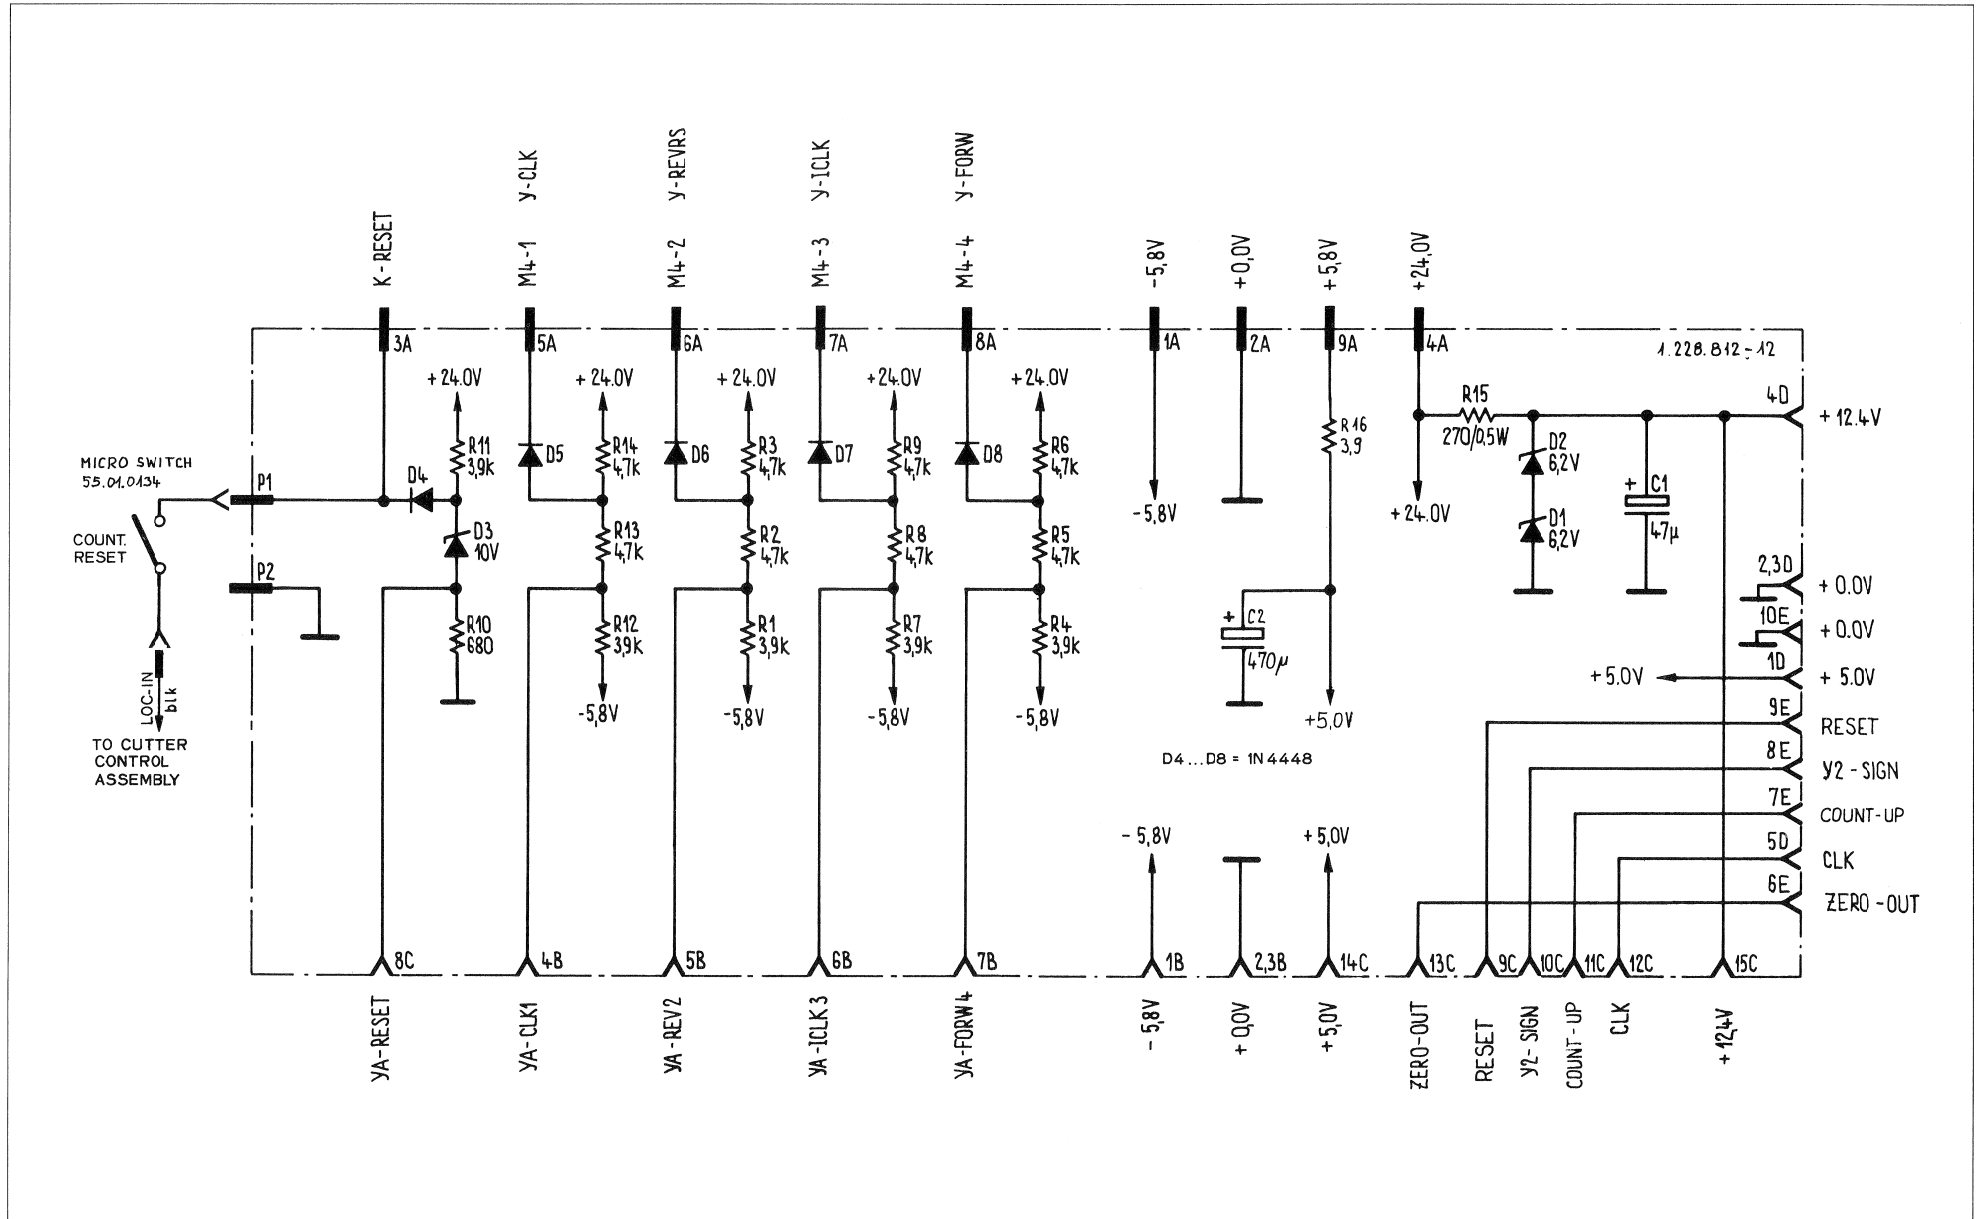 Y-CLK
Y-REVRS
Y-ICLK
Y-FORW
K-RESET
M4-1
M4-2
M4-3
M4-4
-5,8V
+0,0V
+5,8V
+24,0V
3A
5A
6A
7A
8A
1A
2A
9A
4A
1.228.812-12
+24.0V
+24.0V
+24.0V
+24.0V
+24.0V
R15
270/0,5W
4D
+12.4V
R11
3,9k
D5
R14
4,7k
D6
R3
4,7k
D7
R9
4,7k
D8
R6
4,7k
R16
3,9
D2
6,2V
MICRO SWITCH
55.01.0134
P1
D4
-5,8V
+24.0V
+
C1
47µ
D1
6,2V
COUNT.
RESET
D3
10V
R13
4,7k
R2
4,7k
R8
4,7k
R5
4,7k
P2
2,3D
+0.0V
R10
680
R12
3,9k
R1
3,9k
R7
3,9k
R4
3,9k
+
C2
470µ
10E
+0.0V
1D
+5.0V
+5.0V
LOC-IN
blk
-5,8V
-5,8V
-5,8V
-5,8V
+5,0V
9E
RESET
TO CUTTER
CONTROL
ASSEMBLY
D4...D8 = 1N4448
8E
Y2-SIGN
7E
COUNT-UP
-5,8V
+5,0V
5D
CLK
6E
ZERO-OUT
8C
4B
5B
6B
7B
1B
2,3B
14C
13C
9C
10C
11C
12C
15C
YA-RESET
YA-CLK1
YA-REV2
YA-ICLK3
YA-FORW4
-5,8V
+0,0V
+5,0V
ZERO-OUT
RESET
Y2-SIGN
COUNT-UP
CLK
+12,4V